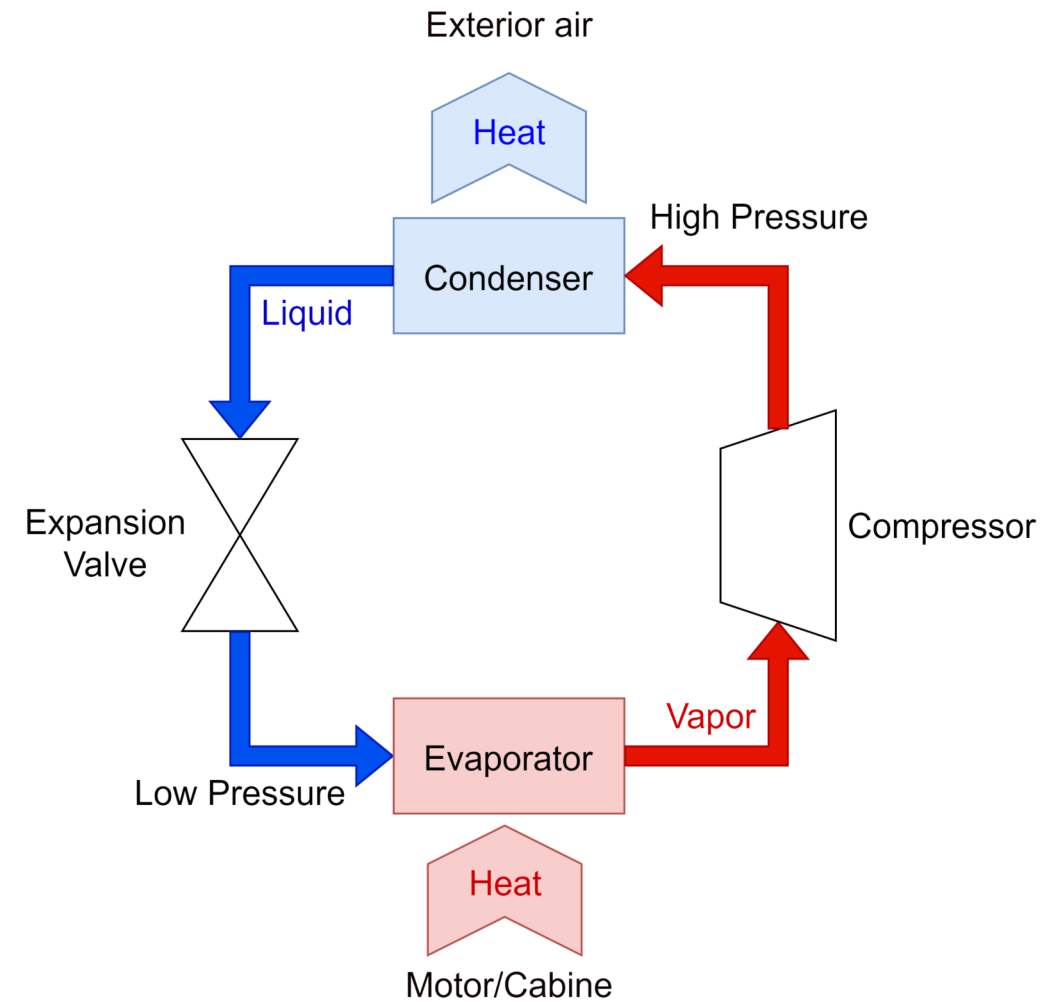 Exterior air
Heat
High Pressure
Condenser
Liquid
Expansion
Valve
Compressor
Vapor
Evaporator
Low Pressure
Heat
Motor/Cabine